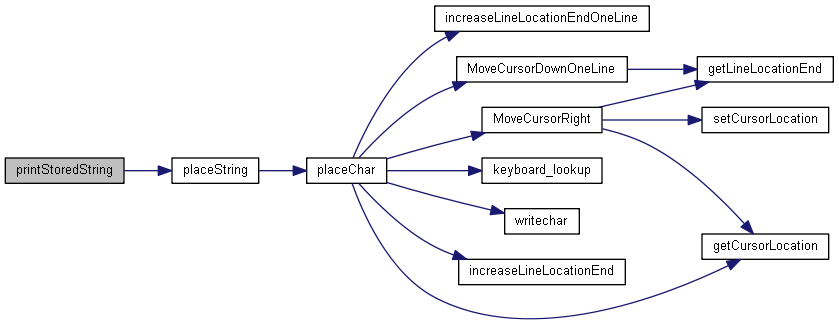 printStoredString
placeString
placeChar
increaseLineLocationEndOneLine
MoveCursorDownOneLine
MoveCursorRight
keyboard_lookup
writechar
increaseLineLocationEnd
getLineLocationEnd
setCursorLocation
getCursorLocation